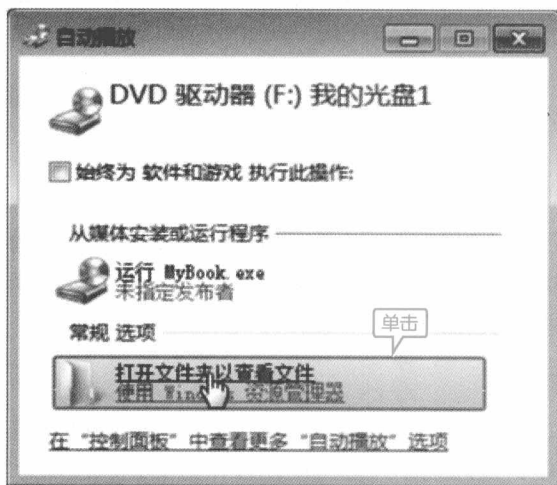 自动播放
DVD 驱动器 (F:) 我的光盘1
始终为 软件和游戏 执行此操作:
从媒体安装或运行程序
运行 MyBook.exe
未指定发布者
常规 选项
单击
打开文件夹以查看文件
使用 Windows 资源管理器
在“控制面板”中查看更多“自动播放”选项